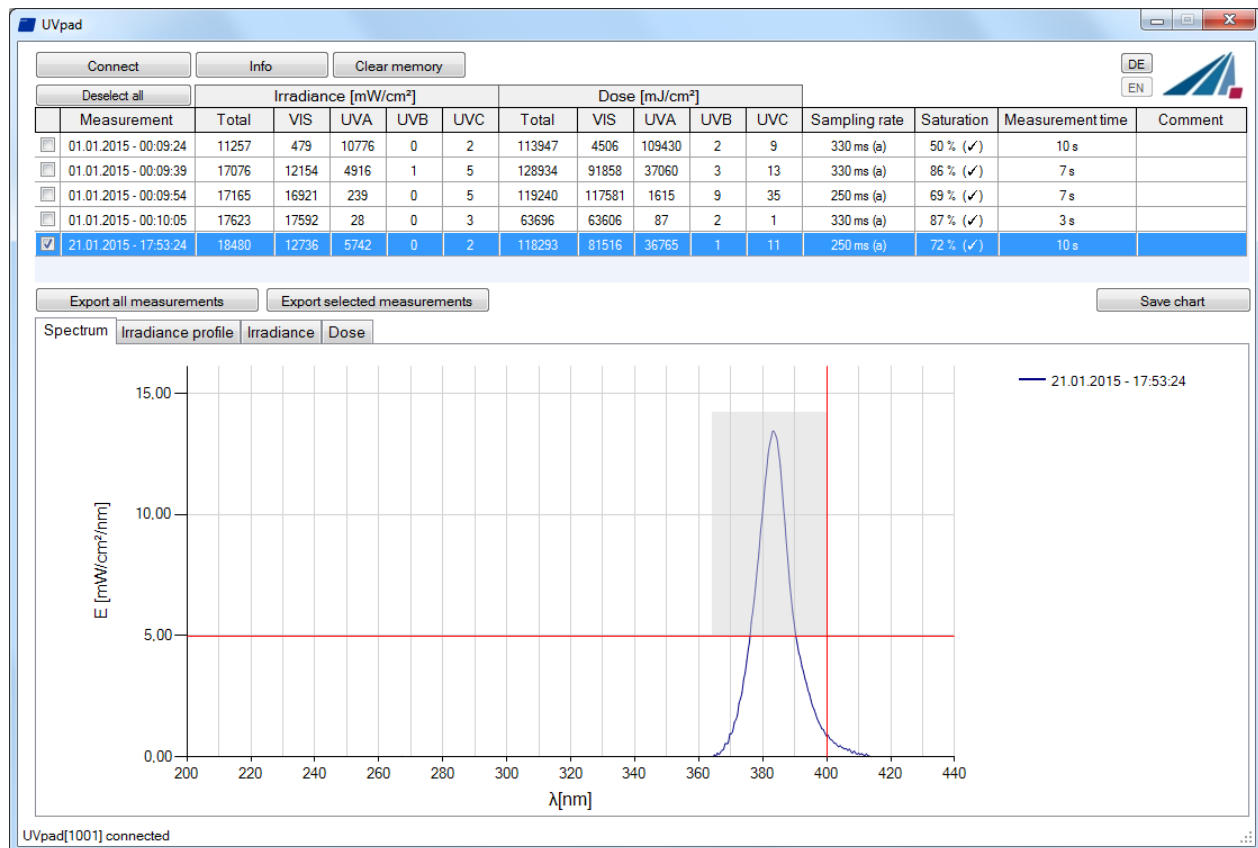 UVpad
Connect Info Clear memory DE
Deselect all Irradiance [mW/cm²] Dose [mJ/cm²] EN
Measurement Total VIS UVA UVB UVC Total VIS UVA UVB UVC Sampling rate Saturation Measurement time Comment
01.01.2015 - 00:09:24 11257 479 10776 0 2 113947 4506 109430 2 9 330 ms (a) 50 % (✓) 10 s
01.01.2015 - 00:09:39 17076 12154 4916 1 5 128934 91858 37060 3 13 330 ms (a) 86 % (✓) 7 s
01.01.2015 - 00:09:54 17165 16921 239 0 5 119240 117581 1615 9 35 250 ms (a) 69 % (✓) 7 s
01.01.2015 - 00:10:05 17623 17592 28 0 3 63696 63606 87 2 1 330 ms (a) 87 % (✓) 3 s
21.01.2015 - 17:53:24 18480 12736 5742 0 2 118293 81516 36765 1 11 250 ms (a) 72 % (✓) 10 s
Export all measurements Export selected measurements Save chart
Spectrum Irradiance profile Irradiance Dose
21.01.2015 - 17:53:24
15,00
10,00
5,00
0,00
E [mW/cm²/nm]
200 220 240 260 280 300 320 340 360 380 400 420 440
λ[nm]
UVpad[1001] connected